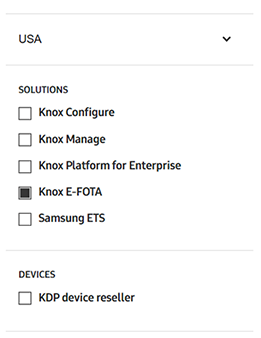 USA
SOLUTIONS
Knox Configure
Knox Manage
Knox Platform for Enterprise
Knox E-FOTA
Samsung ETS
DEVICES
KDP device reseller